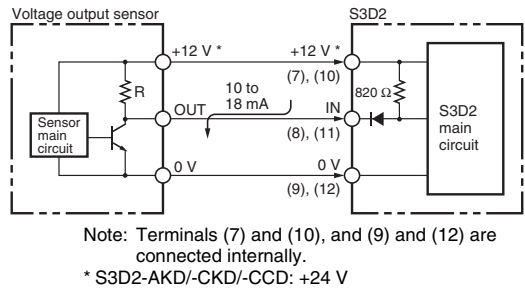 Voltage output sensor
S3D2
+12 V *
+12 V *
(7), (10)
R
10 to
18 mA
820 Ω
OUT
IN
(8), (11)
Sensor
main
circuit
S3D2
main
circuit
0 V
0 V
(9), (12)
Note: Terminals (7) and (10), and (9) and (12) are
connected internally.
* S3D2-AKD/-CKD/-CCD: +24 V